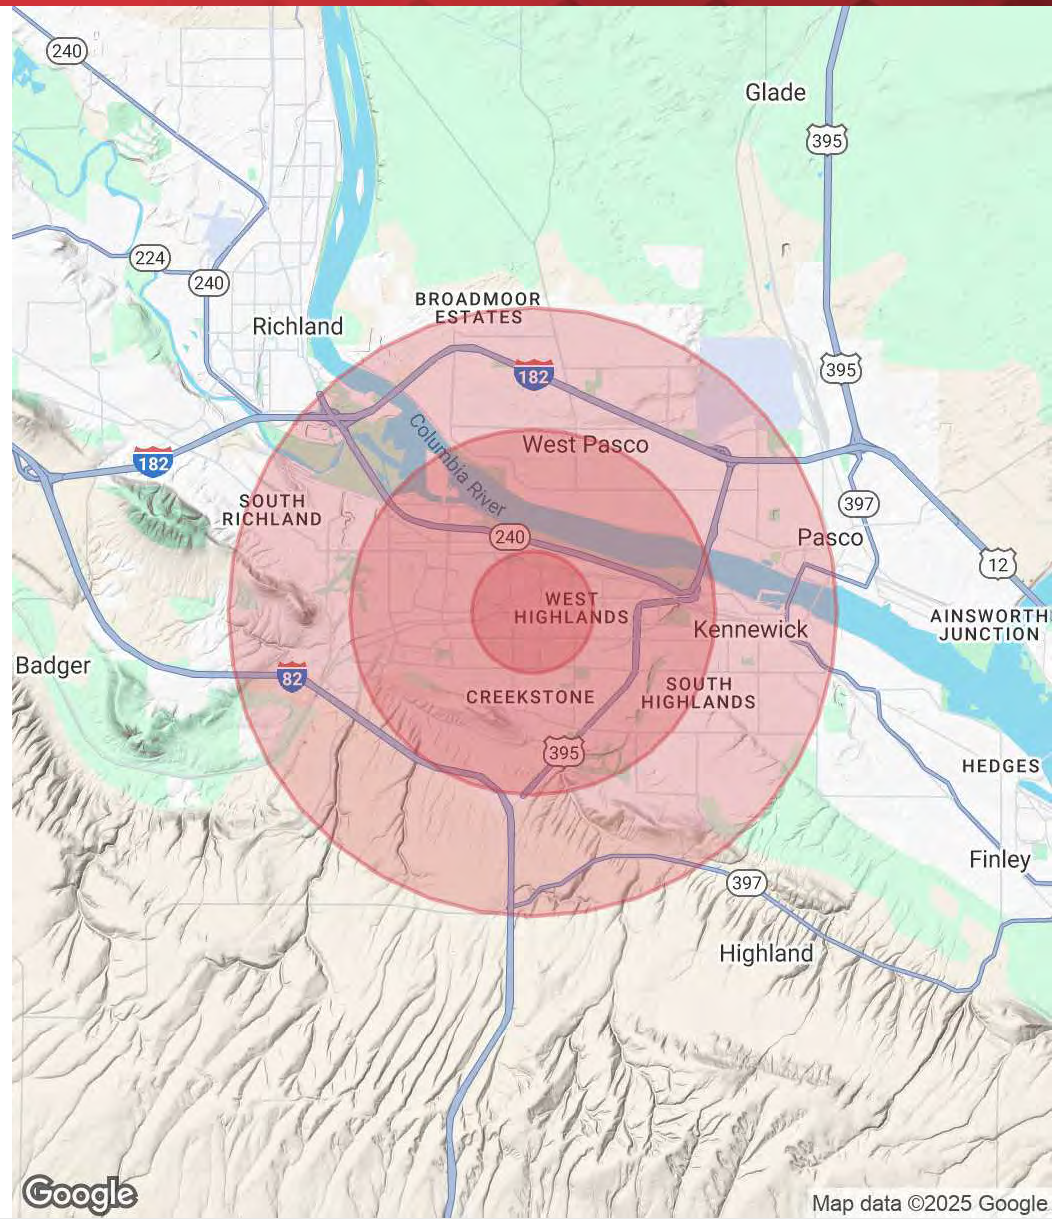 240
Glade
395
224
240
BROADMOOR
ESTATES
Richland
395
182
Columbia River
West Pasco
182
SOUTH
RICHLAND
397
240
Pasco
12
WEST
HIGHLANDS
AINSWORTH
JUNCTION
Kennewick
Badger
82
CREEKSTONE
SOUTH
HIGHLANDS
395
HEDGES
Finley
397
Highland
Google
Map data ©2025 Google